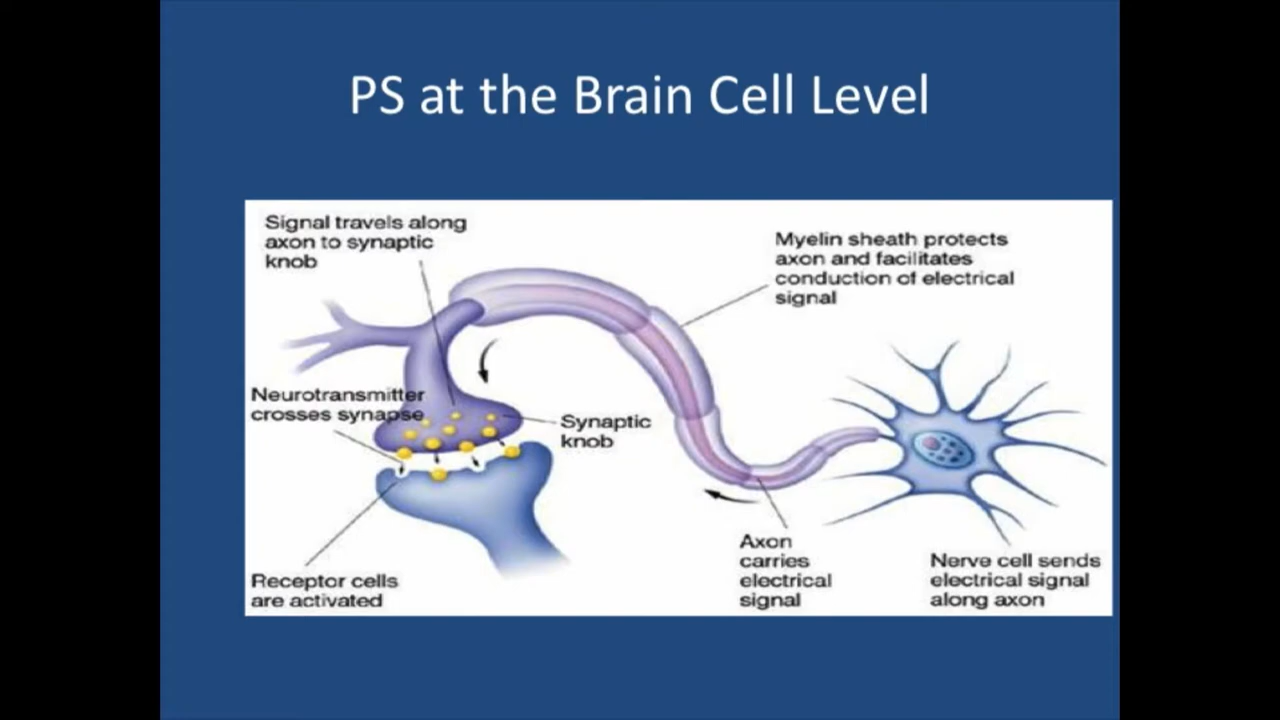 PS at the Brain Cell Level
Signal travels along
axon to synaptic
knob
Myelin sheath protects
axon and facilitates
conduction of electrical
signal
Neurotransmitter
crosses synapse
Synaptic
knob
Receptor cells
are activated
Axon
carries
electrical
signal
Nerve cell sends
electrical signal
along axon